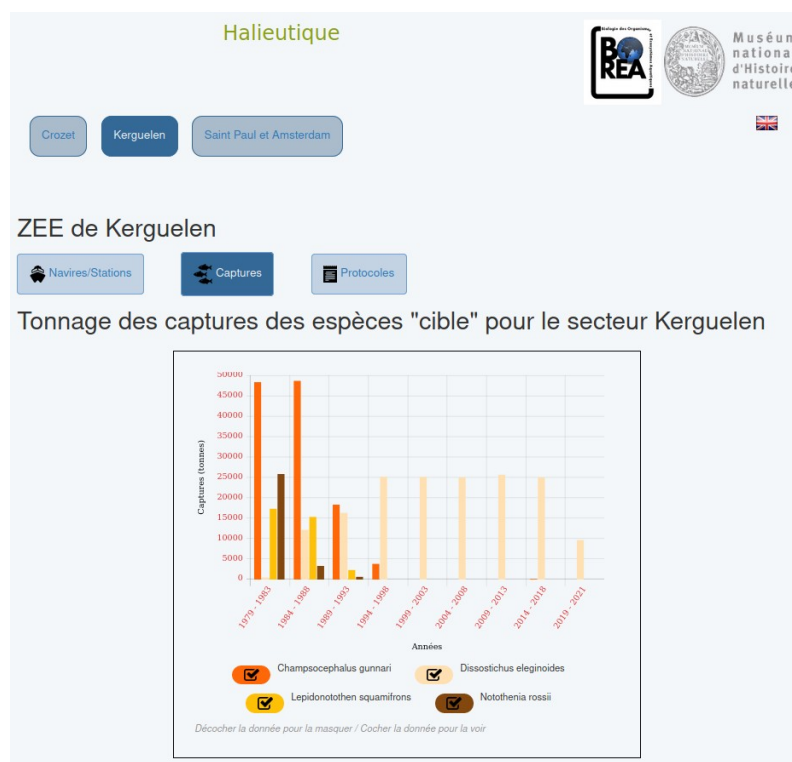 Halieutique
BOREA
Muséum
national
d'Histoire
naturelle
Crozet
Kerguelen
Saint Paul et Amsterdam
ZEE de Kerguelen
Navires/Stations
Captures
Protocoles
Tonnage des captures des espèces "cible" pour le secteur Kerguelen
Captures (tonnes)
50000
45000
40000
35000
30000
25000
20000
15000
10000
5000
0
1979 - 1983
1984 - 1988
1989 - 1993
1994 - 1998
1999 - 2003
2004 - 2008
2009 - 2013
2014 - 2018
2019 - 2021
Années
Champsocephalus gunnari
Dissostichus eleginoides
Lepidonotothen squamifrons
Notothenia rossii
Décocher la donnée pour la masquer / Cocher la donnée pour la voir